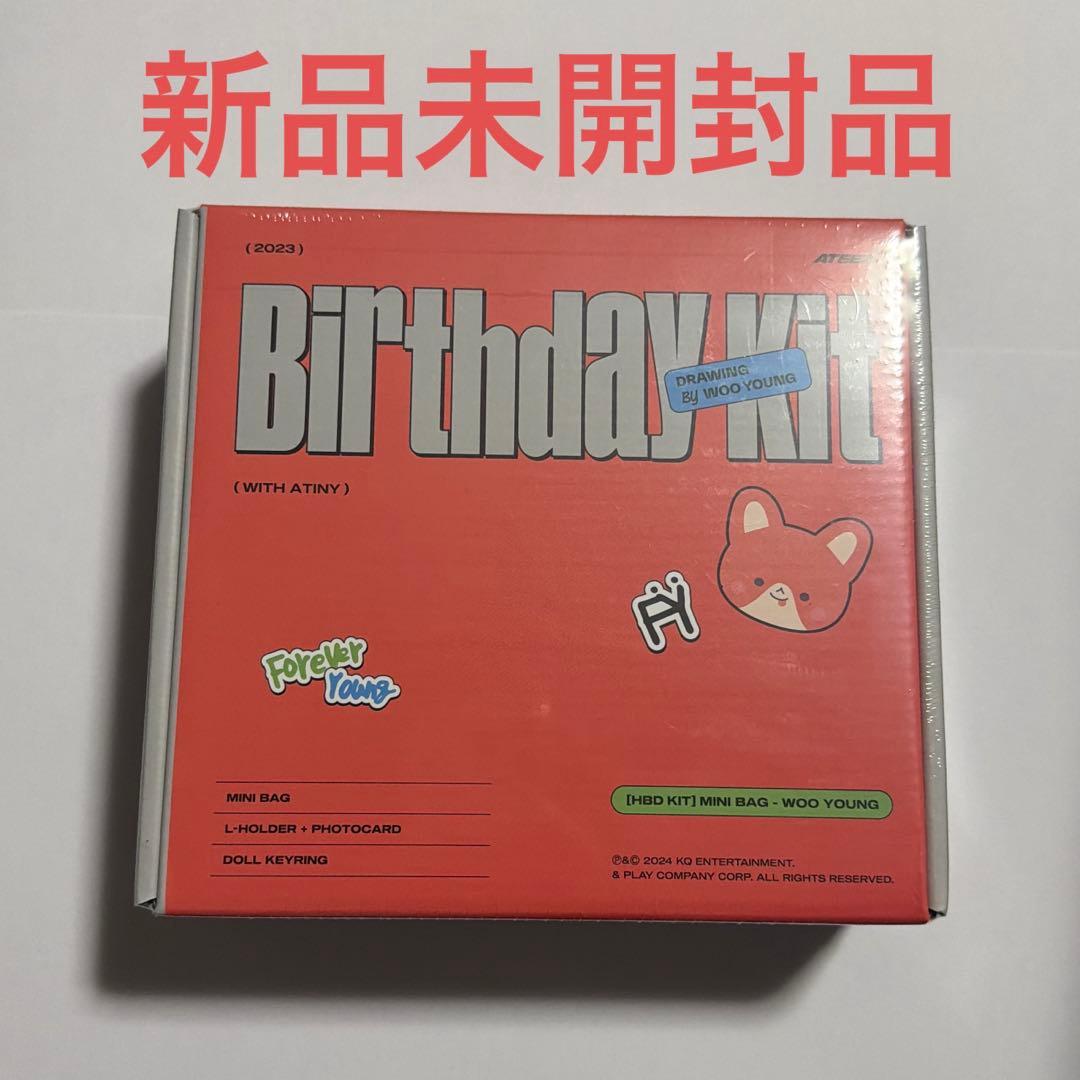 新品未開封品
(2023)
ATEEZ
Birthday Kit
DRAWING
By WOO YOUNG
(WITH ATINY)
FY
Forever
Young
MINI BAG
L-HOLDER + PHOTOCARD
DOLL KEYRING
[HBD KIT] MINI BAG - WOO YOUNG
℗&© 2024 KQ ENTERTAINMENT.
& PLAY COMPANY CORP. ALL RIGHTS RESERVED.